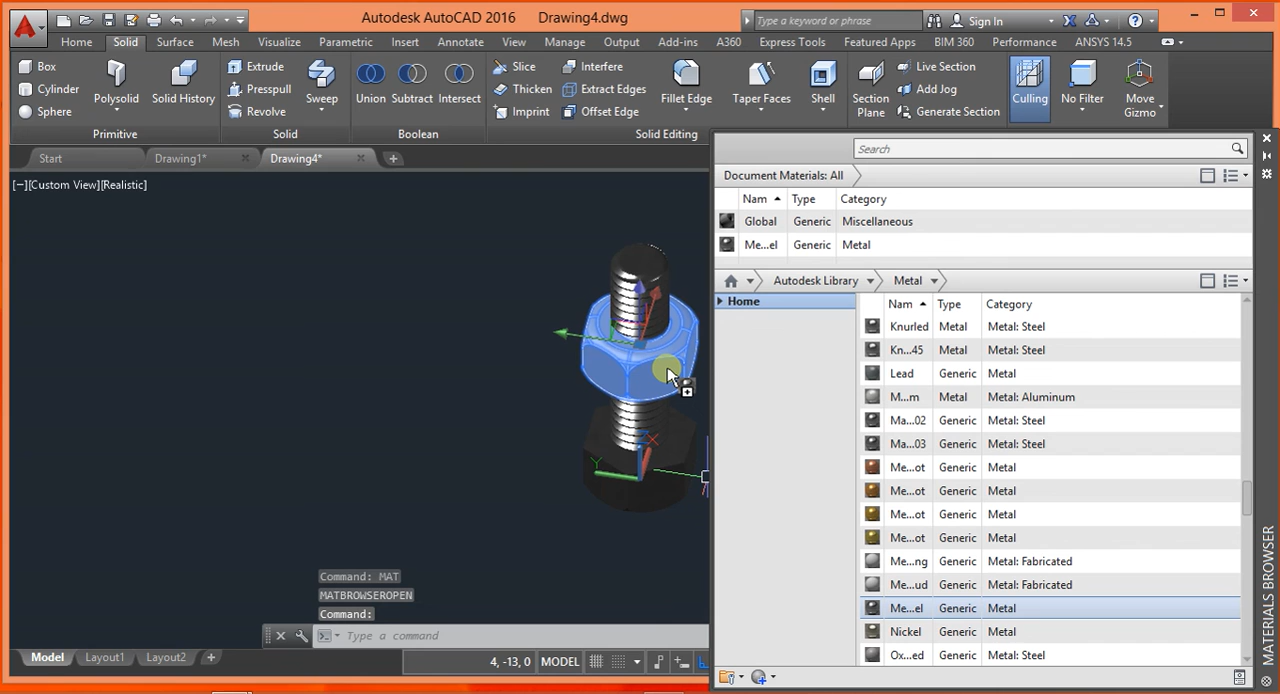 Autodesk AutoCAD 2016 Drawing4.dwg
Type a keyword or phrase
Sign In
Home Solid Surface Mesh Visualize Parametric Insert Annotate View Manage Output Add-ins A360 Express Tools Featured Apps BIM 360 Performance ANSYS 14.5
Box
Cylinder
Sphere
Polysolid
Solid History
Primitive
Extrude
Presspull
Revolve
Sweep
Solid
Union Subtract Intersect
Boolean
Slice
Thicken
Imprint
Interfere
Extract Edges
Offset Edge
Fillet Edge
Taper Faces
Shell
Solid Editing
Section
Plane
Live Section
Add Jog
Generate Section
Culling
No Filter
Move
Gizmo
Start Drawing1* Drawing4*
[−][Custom View][Realistic]
Y
X
Command: MAT
MATBROWSEROPEN
Command:
Type a command
Model Layout1 Layout2
4, -13, 0 MODEL
Search
Document Materials: All
Nam Type Category
Global Generic Miscellaneous
Me...el Generic Metal
Autodesk Library Metal
Home
Nam Type Category
Knurled Metal Metal: Steel
Kn...45 Metal Metal: Steel
Lead Generic Metal
M...m Metal Metal: Aluminum
Ma...02 Generic Metal: Steel
Ma...03 Generic Metal: Steel
Me...ot Generic Metal
Me...ot Generic Metal
Me...ot Generic Metal
Me...ot Generic Metal
Me...ng Generic Metal: Fabricated
Me...ud Generic Metal: Fabricated
Me...el Generic Metal
Nickel Generic Metal
Ox...ed Generic Metal: Steel
MATERIALS BROWSER